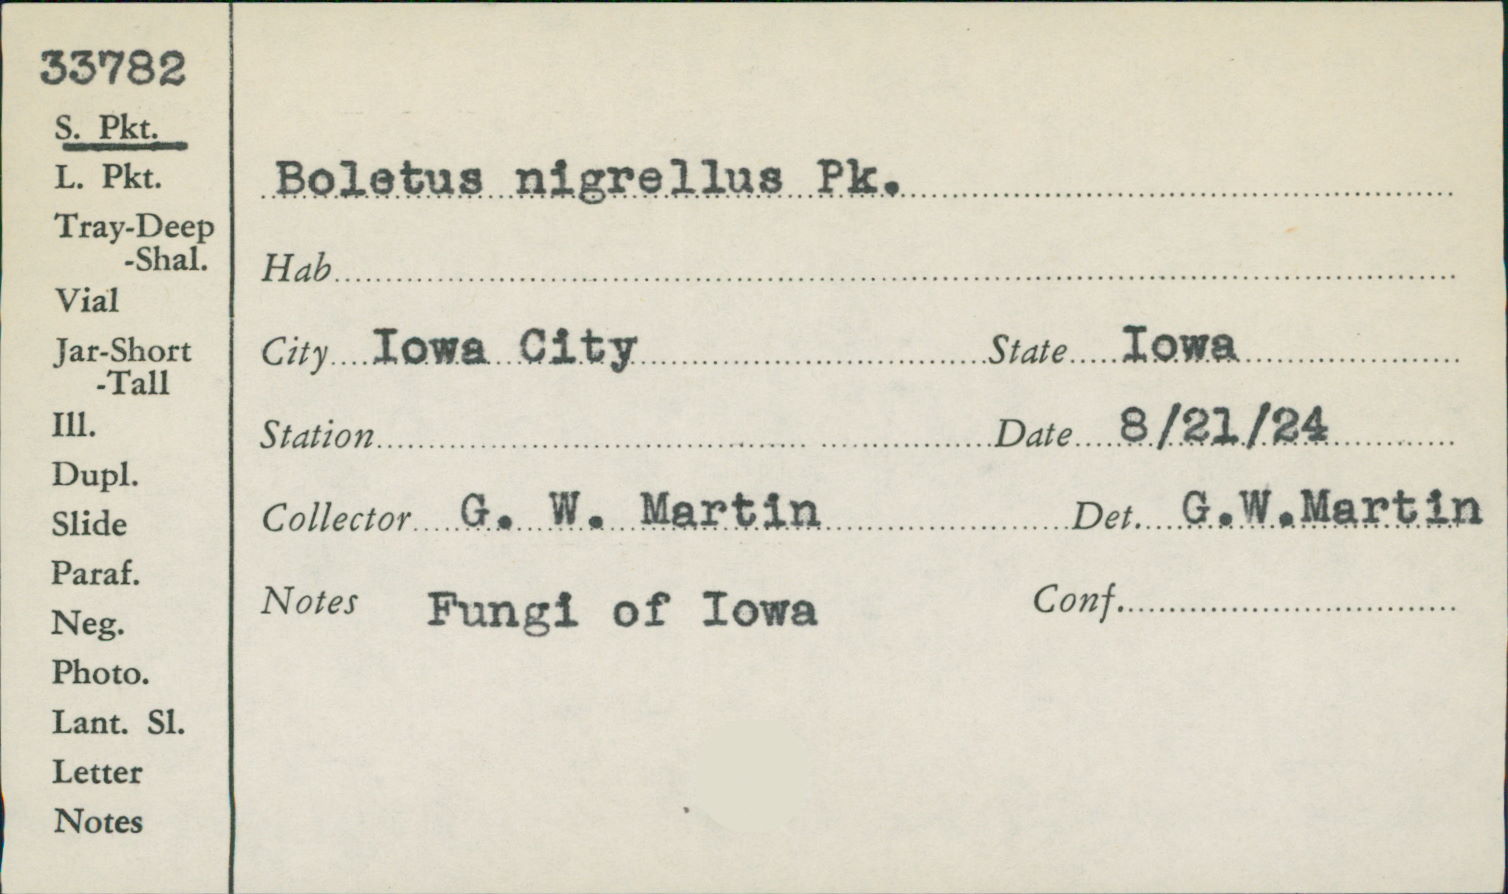 33782
S. Pkt.
L. Pkt.
Tray-Deep
-Shal.
Vial
Jar-Short
-Tall
Ill.
Dupl.
Slide
Paraf.
Neg.
Photo.
Lant. Sl.
Letter
Notes
Boletus nigrellus Pk.
Hab
City Iowa City State Iowa
Station Date 8/21/24
Collector G. W. Martin Det. G.W.Martin
Notes Fungi of Iowa Conf.